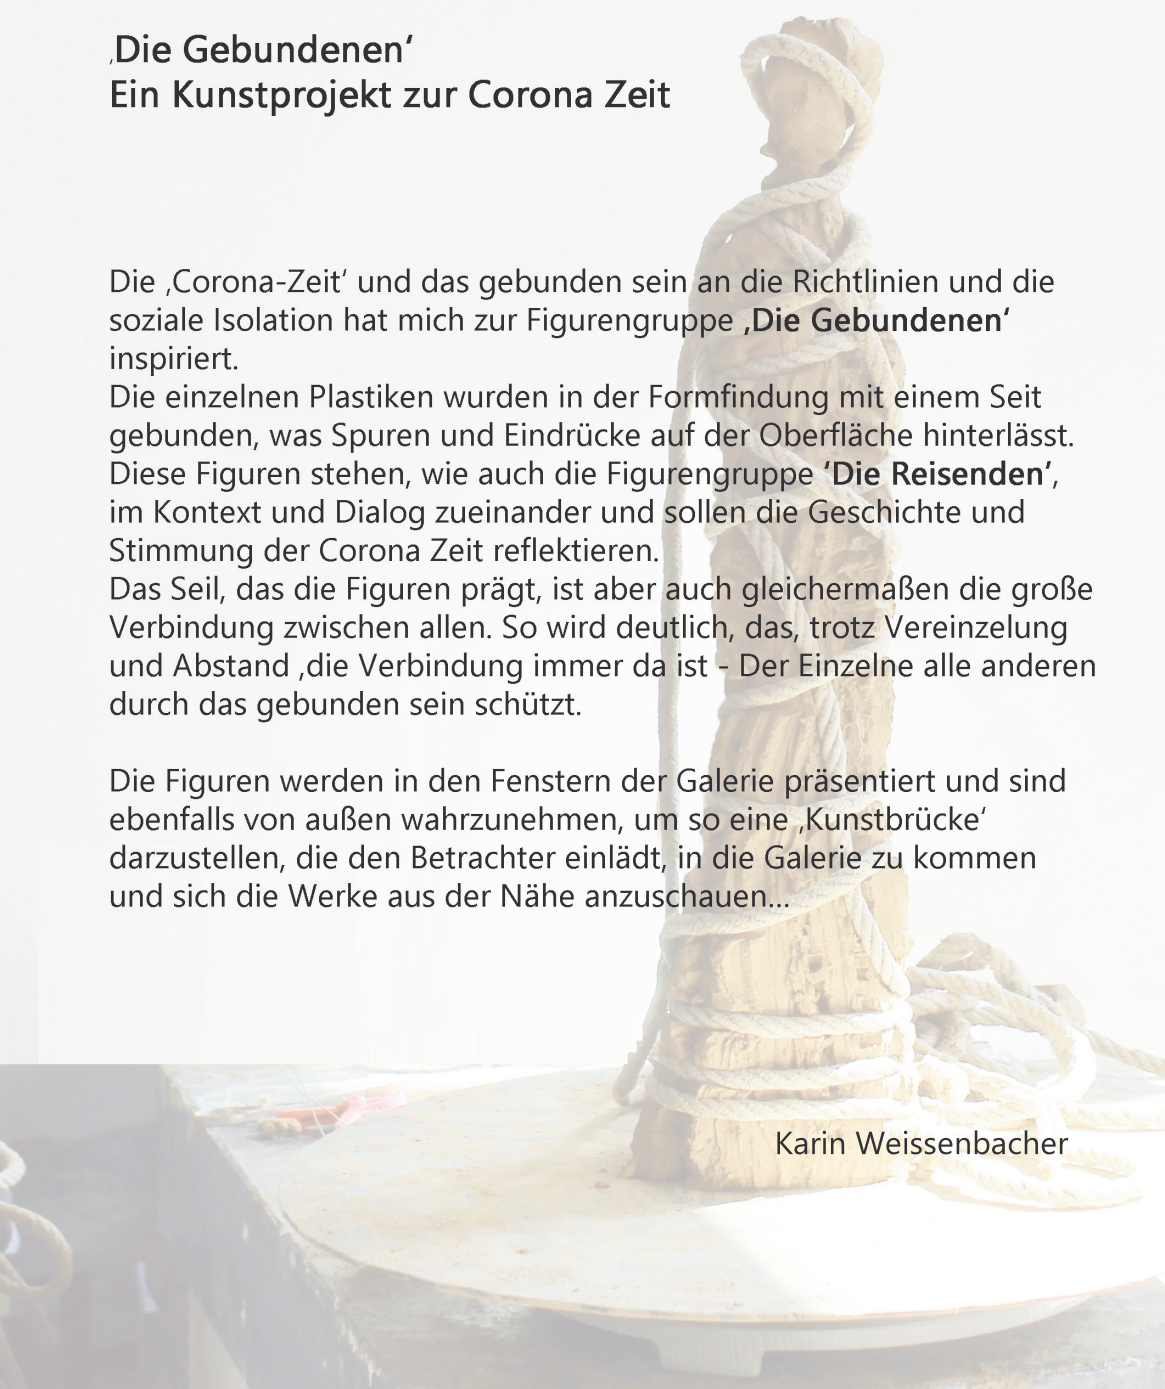 ‚Die Gebundenen‘
Ein Kunstprojekt zur Corona Zeit
Die ‚Corona-Zeit‘ und das gebunden sein an die Richtlinien und die
soziale Isolation hat mich zur Figurengruppe ‚Die Gebundenen‘
inspiriert.
Die einzelnen Plastiken wurden in der Formfindung mit einem Seit
gebunden, was Spuren und Eindrücke auf der Oberfläche hinterlässt.
Diese Figuren stehen, wie auch die Figurengruppe ‘Die Reisenden’,
im Kontext und Dialog zueinander und sollen die Geschichte und
Stimmung der Corona Zeit reflektieren.
Das Seil, das die Figuren prägt, ist aber auch gleichermaßen die große
Verbindung zwischen allen. So wird deutlich, das, trotz Vereinzelung
und Abstand ‚die Verbindung immer da ist - Der Einzelne alle anderen
durch das gebunden sein schützt.
Die Figuren werden in den Fenstern der Galerie präsentiert und sind
ebenfalls von außen wahrzunehmen, um so eine ‚Kunstbrücke‘
darzustellen, die den Betrachter einlädt, in die Galerie zu kommen
und sich die Werke aus der Nähe anzuschauen...
Karin Weissenbacher